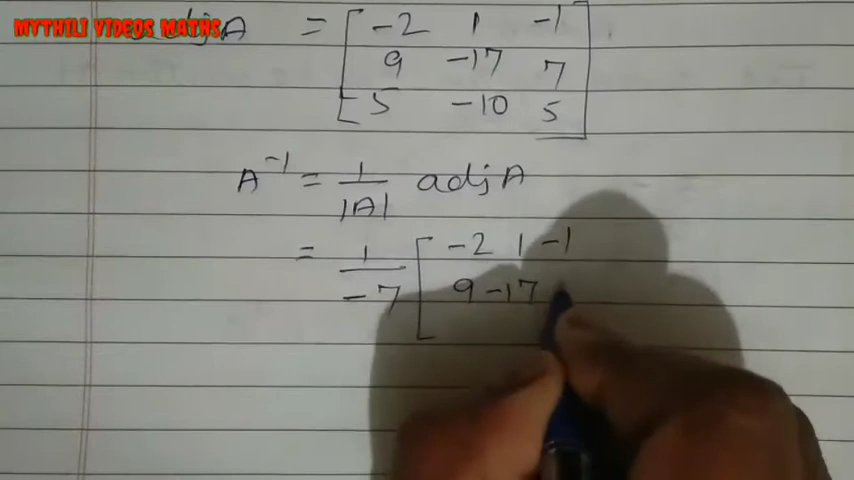 MYTHILI VIDEOS MATHS
adj A = [ -2 1 -1
9 -17 7
5 -10 5 ]
A⁻¹ = 1/|A| adj A
= 1/-7 [ -2 1 -1
9 -17